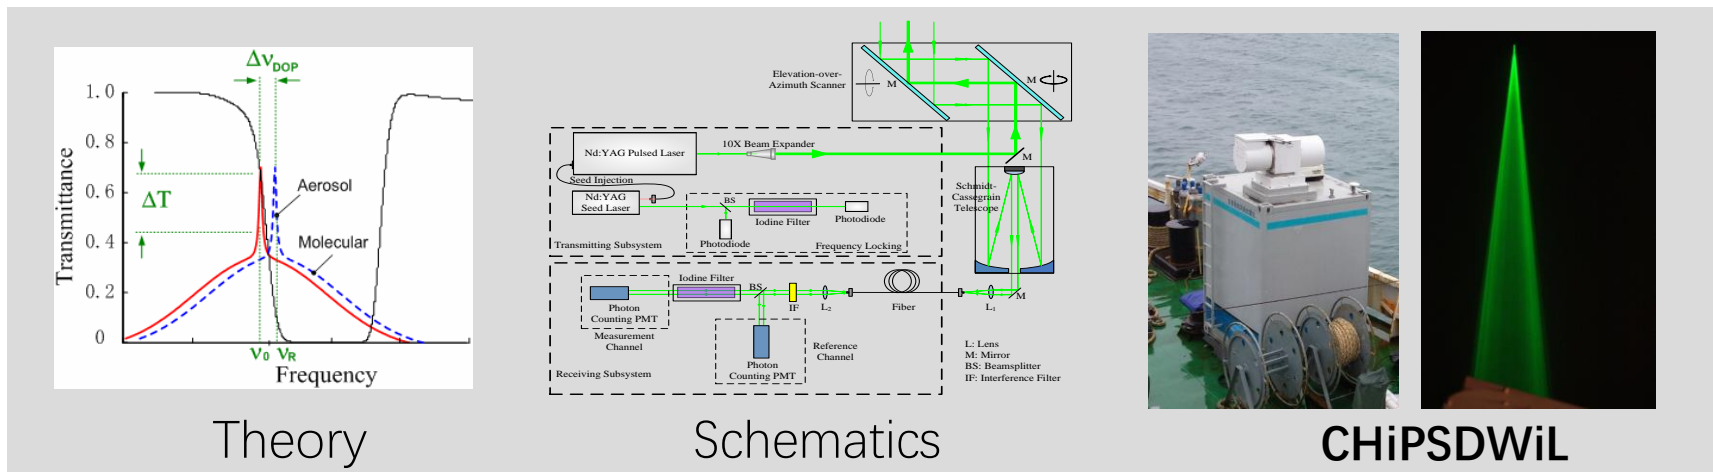 Δν_DOP
1.0
0.8
0.6
0.4
0.2
0
Transmittance
ΔT
Aerosol
Molecular
ν₀ ν_R
Frequency
Theory
Elevation-over-
Azimuth Scanner
M
M
Nd:YAG Pulsed Laser
10X Beam Expander
M
Seed Injection
Nd:YAG
Seed Laser
BS
Iodine Filter
Photodiode
Photodiode
Frequency Locking
Transmitting Subsystem
Schmidt-
Cassegrain
Telescope
Iodine Filter
BS
IF
L₂
Fiber
L₁
M
Photon
Counting PMT
Measurement
Channel
Reference
Channel
Photon
Counting PMT
Receiving Subsystem
L: Lens
M: Mirror
BS: Beamsplitter
IF: Interference Filter
Schematics
CHiPSDWiL